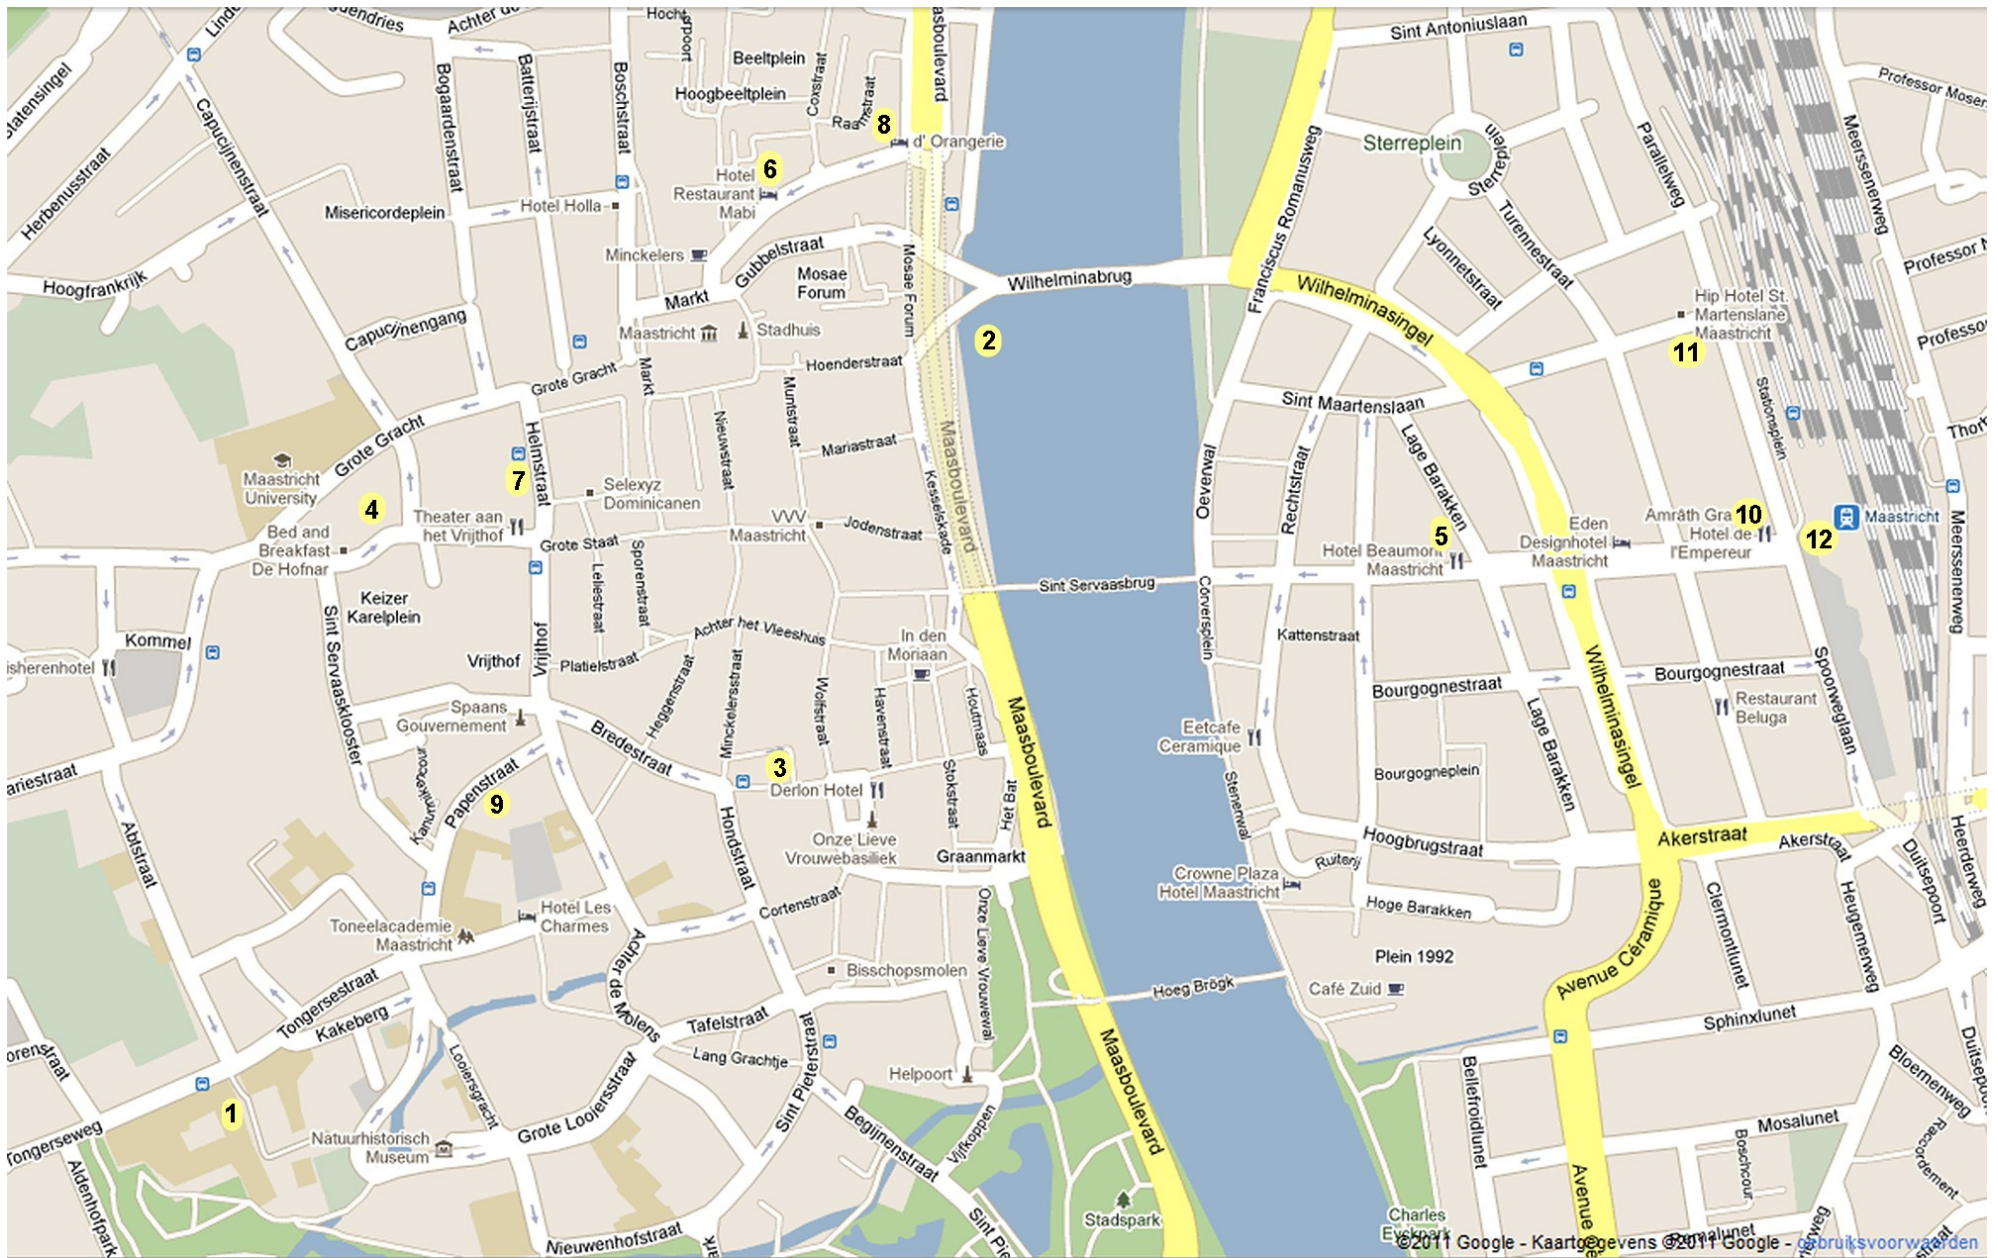 Statensingel
Herbenusstraat
Capucijnenstraat
Achter de
Bogaardenstraat
Batterijstraat
Boschstraat
Beeltplein
Hoogbeeltplein
Coxstraat
8
d' Orangerie
Hotel
Restaurant
Mabi
6
Misericordeplein
Hotel Holla
Minckelers
Gubbelstraat
Mosae
Forum
Mosae Forum
Markt
Maastricht
Stadhuis
Hoenderstraat
Hoogfrankrijk
Capucijnengang
Grote Gracht
Markt
Grote Gracht
Helmstraat
Muntstraat
Nieuwstraat
Mariastraat
Maasboulevard
Kesselskade
Wilhelminabrug
2
Franciscus Romanusweg
Wilhelminasingel
Sint Antoniuslaan
Sterreplein
Sterreplein
Parallelweg
Turennestraat
Lyonnetstraat
Meerssenerweg
Professor Moser
Professor N
Professo
Hip Hotel St.
Martenslane
Maastricht
11
Stationsplein
Sint Maartenslaan
Lage Barakken
Rechtstraat
Oeverwal
Maastricht
University
4
7
Bed and
Breakfast
De Hofnar
Theater aan
het Vrijthof
Selexyz
Dominicanen
VVV
Maastricht
Jodenstraat
Grote Staat
Leliestraat
Sporenstraat
Keizer
Karelplein
Sint Servaasklooster
Kommel
isherenhotel
Vrijthof
Vrijthof
Platielstraat
Achter het Vleeshuis
In den
Moriaan
Sint Servaasbrug
Corversplein
Kattenstraat
5
Hotel Beaumont
Maastricht
Eden
Designhotel
Maastricht
10
Amrâth Gra
Hotel de
l'Empereur
12
Maastricht
Meerssenerweg
Bourgognestraat
Bourgognestraat
Spoorweglaan
Wilhelminasingel
Lage Barakken
Restaurant
Beluga
Bourgogneplein
Eetcafe
Ceramique
Stenenwal
Spaans
Gouvernement
Bredestraat
Heggenstraat
Minckelersstraat
Wolfstraat
Havenstraat
Houtmaas
Stokstraat
Het Bat
Maasboulevard
3
Derlon Hotel
Onze Lieve
Vrouwebasiliek
Graanmarkt
ariestraat
Abtstraat
Papenstraat
9
Hondstraat
Cortenstraat
Toneelacademie
Maastricht
Hotel Les
Charmes
Achter de Molens
Bisschopsmolen
Onze Lieve Vrouwewal
Hoogbrugstraat
Ruiterij
Crowne Plaza
Hotel Maastricht
Hoge Barakken
Akerstraat
Akerstraat
Duitsepoort
Heerderweg
Avenue Céramique
Clermontlunet
Heugemerweg
Plein 1992
Café Zuid
Hoeg Brögk
Sphinxlunet
Tongersestraat
Kakeberg
Looiersgracht
Tafelstraat
Lang Grachtje
Sint Pieterstraat
Helpoort
Maasboulevard
Bellefroidlunet
Mosalunet
Boschcour
Bloemenweg
Raccordement
1
Tongerseweg
Aldenhofpark
Natuurhistorisch
Museum
Grote Looiersstraat
Begijnenstraat
Vijfkoppen
Nieuwenhofstraat
Sint Pie
Stadspark
Charles
Eyckpark
Avenue
©2011 Google - Kaartgegevens ©2011 Google - gebruiksvoorwaarden